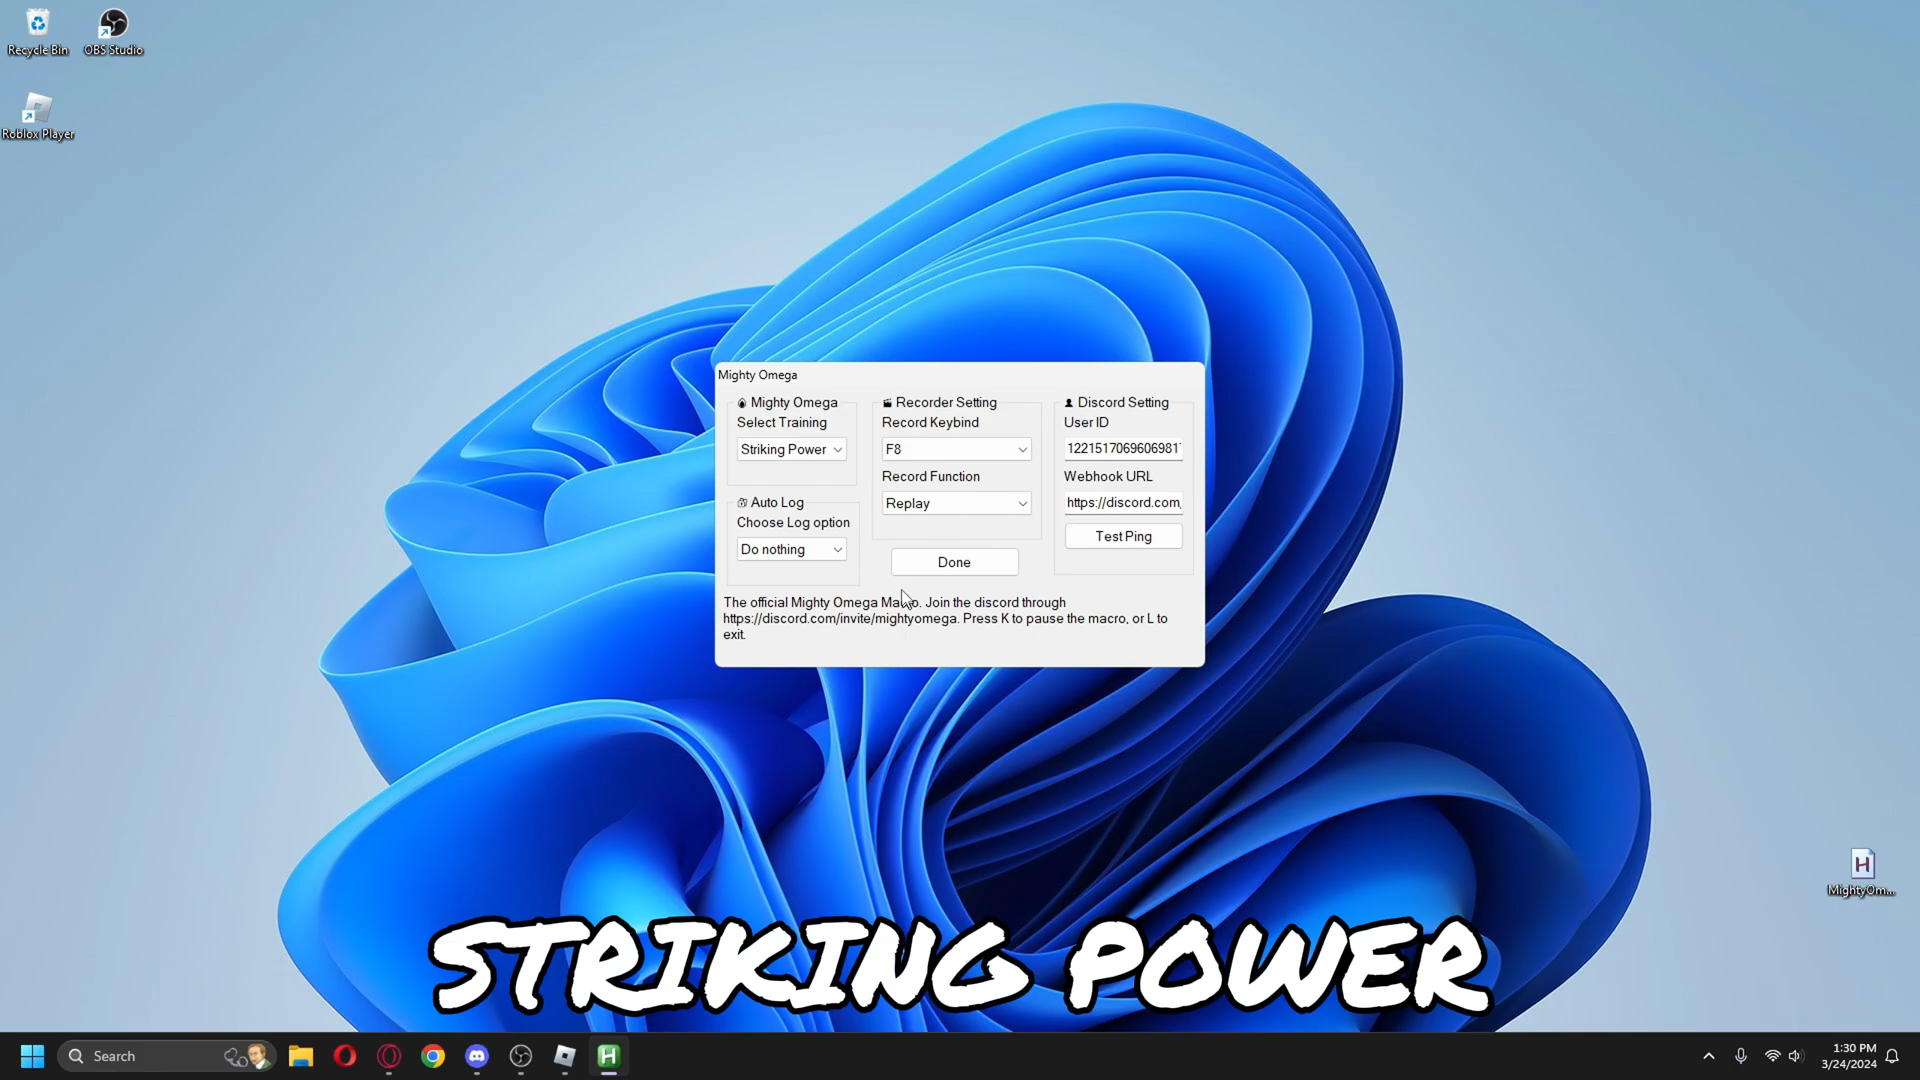 Recycle Bin
OBS Studio
Roblox Player
Mighty Omega
Mighty Omega
Select Training
Striking Power
Auto Log
Choose Log option
Do nothing
Recorder Setting
Record Keybind
F8
Record Function
Replay
Done
Discord Setting
User ID
122151706960698
Webhook URL
https://discord.com
Test Ping
The official Mighty Omega Macro. Join the discord through
https://discord.com/invite/mightyomega. Press K to pause the macro, or L to
exit.
H
MightyOm...
STRIKING POWER
Search
H
1:30 PM
3/24/2024